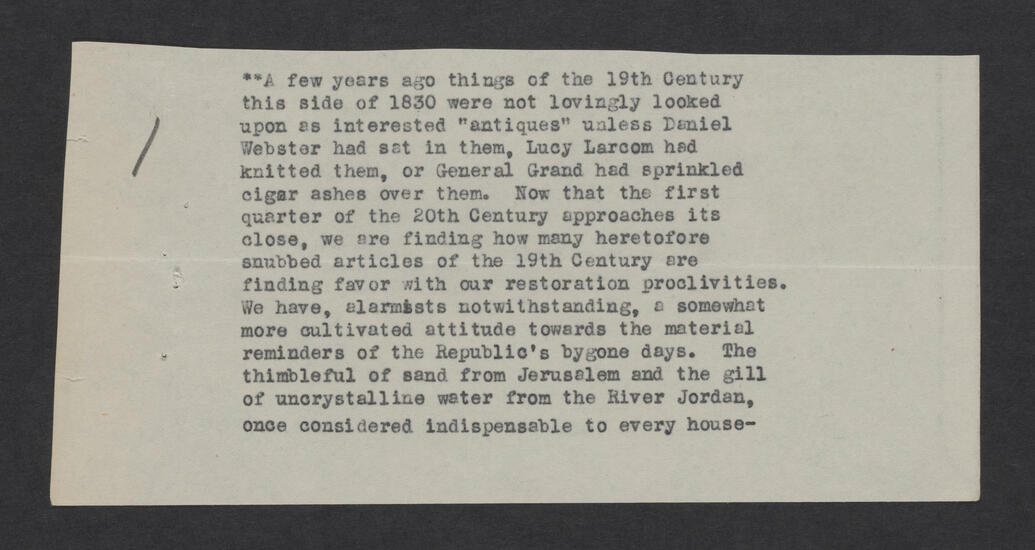 **A few years ago things of the 19th Century
this side of 1830 were not lovingly looked
upon as interested "antiques" unless Daniel
Webster had sat in them, Lucy Larcom had
knitted them, or General Grand had sprinkled
cigar ashes over them. Now that the first
quarter of the 20th Century approaches its
close, we are finding how many heretofore
snubbed articles of the 19th Century are
finding favor with our restoration proclivities.
We have, alarmists notwithstanding, a somewhat
more cultivated attitude towards the material
reminders of the Republic's bygone days. The
thimbleful of sand from Jerusalem and the gill
of uncrystalline water from the River Jordan,
once considered indispensable to every house-